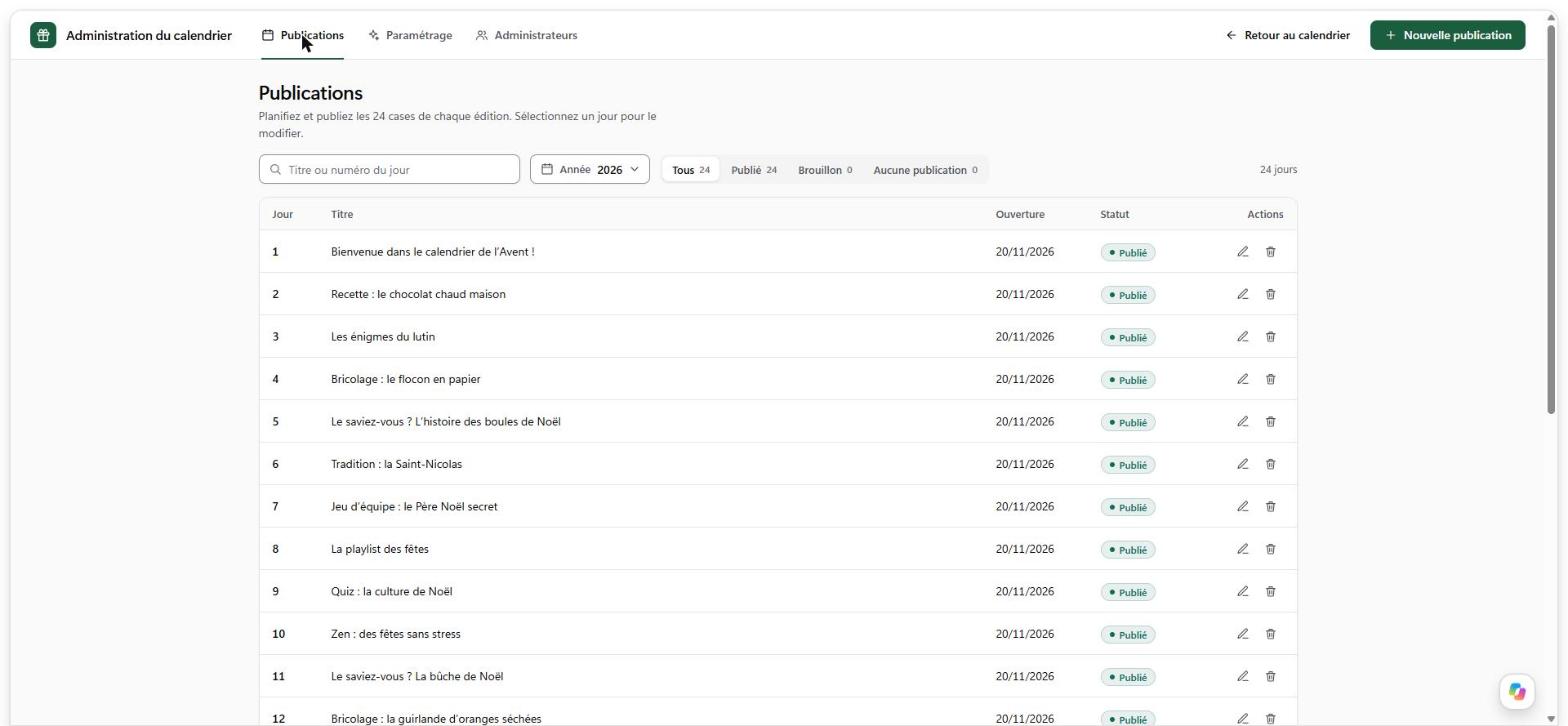 Administration du calendrier Publications Paramétrage Administrateurs Retour au calendrier Nouvelle publication
Publications
Planifiez et publiez les 24 cases de chaque édition. Sélectionnez un jour pour le
modifier.
Titre ou numéro du jour Année 2026 Tous 24 Publié 24 Brouillon 0 Aucune publication 0 24 jours
Jour Titre Ouverture Statut Actions
1 Bienvenue dans le calendrier de l'Avent ! 20/11/2026 Publié
2 Recette : le chocolat chaud maison 20/11/2026 Publié
3 Les énigmes du lutin 20/11/2026 Publié
4 Bricolage : le flocon en papier 20/11/2026 Publié
5 Le saviez-vous ? L'histoire des boules de Noël 20/11/2026 Publié
6 Tradition : la Saint-Nicolas 20/11/2026 Publié
7 Jeu d'équipe : le Père Noël secret 20/11/2026 Publié
8 La playlist des fêtes 20/11/2026 Publié
9 Quiz : la culture de Noël 20/11/2026 Publié
10 Zen : des fêtes sans stress 20/11/2026 Publié
11 Le saviez-vous ? La bûche de Noël 20/11/2026 Publié
12 Bricolage : la guirlande d'oranges séchées 20/11/2026 Publié